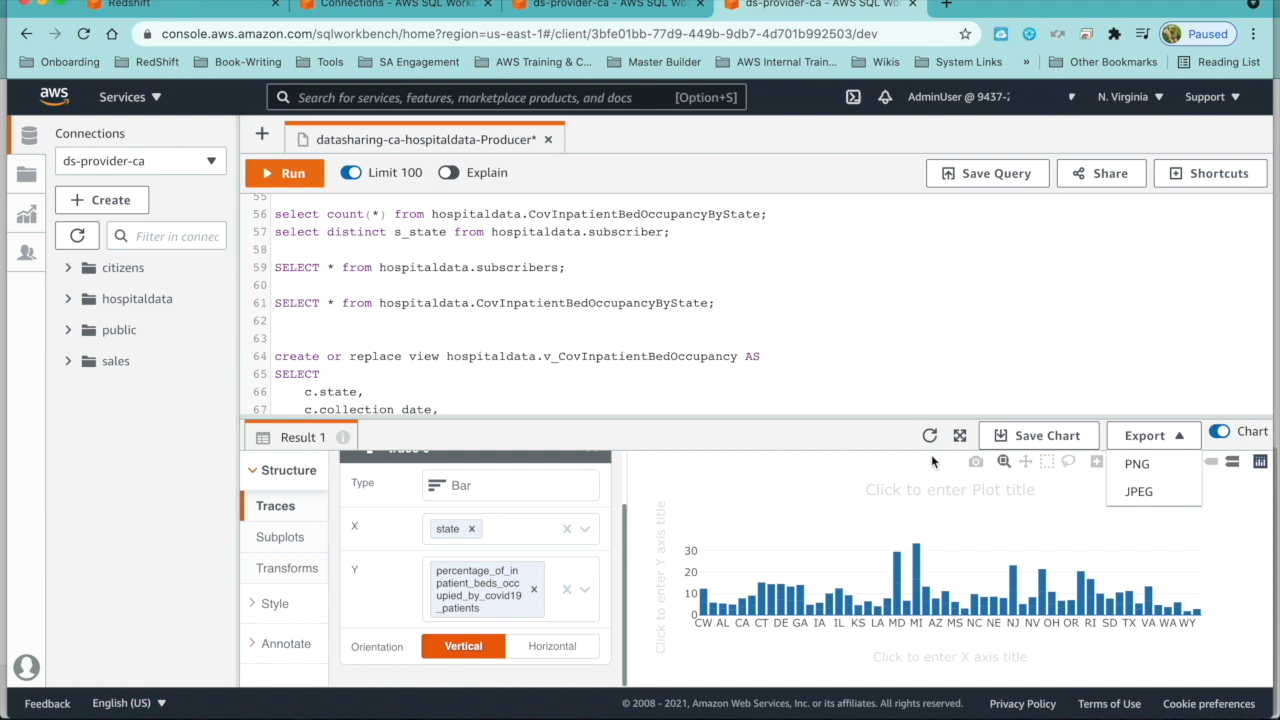 Redshift
Connections - AWS SQL Workb
ds-provider-ca - AWS SQL Wor
ds-provider-ca - AWS SQL Wor
console.aws.amazon.com/sqlworkbench/home?region=us-east-1#/client/3bfe01bb-77d9-449b-9db7-4d701b992503/dev
Paused
Onboarding
RedShift
Book-Writing
Tools
SA Engagement
AWS Training & C...
Master Builder
AWS Internal Train...
Wikis
System Links
»
Other Bookmarks
Reading List
aws
Services
Search for services, features, marketplace products, and docs
[Option+S]
AdminUser @ 9437-
N. Virginia
Support
Connections
ds-provider-ca
Create
Filter in connec
citizens
hospitaldata
public
sales
datasharing-ca-hospitaldata-Producer*
Run
Limit 100
Explain
Save Query
Share
Shortcuts
55
56 select count(*) from hospitaldata.CovInpatientBedOccupancyByState;
57 select distinct s_state from hospitaldata.subscriber;
58
59 SELECT * from hospitaldata.subscribers;
60
61 SELECT * from hospitaldata.CovInpatientBedOccupancyByState;
62
63
64 create or replace view hospitaldata.v_CovInpatientBedOccupancy AS
65 SELECT
66 c.state,
67 c.collection_date,
Result 1
Save Chart
Export
Chart
PNG
JPEG
Structure
Traces
Subplots
Transforms
Style
Annotate
Type
Bar
X
state
Y
percentage_of_in
patient_beds_occ
upied_by_covid19
_patients
Orientation
Vertical
Horizontal
Click to enter Plot title
Click to enter Y axis title
30
20
10
0
CW AL CA CT DE GA IA IL KS LA MD MI AZ MS NC NE NJ NV OH OR RI SD TX VA WA WY
Click to enter X axis title
Feedback
English (US)
© 2008 - 2021, Amazon Web Services, Inc. or its affiliates. All rights reserved.
Privacy Policy
Terms of Use
Cookie preferences